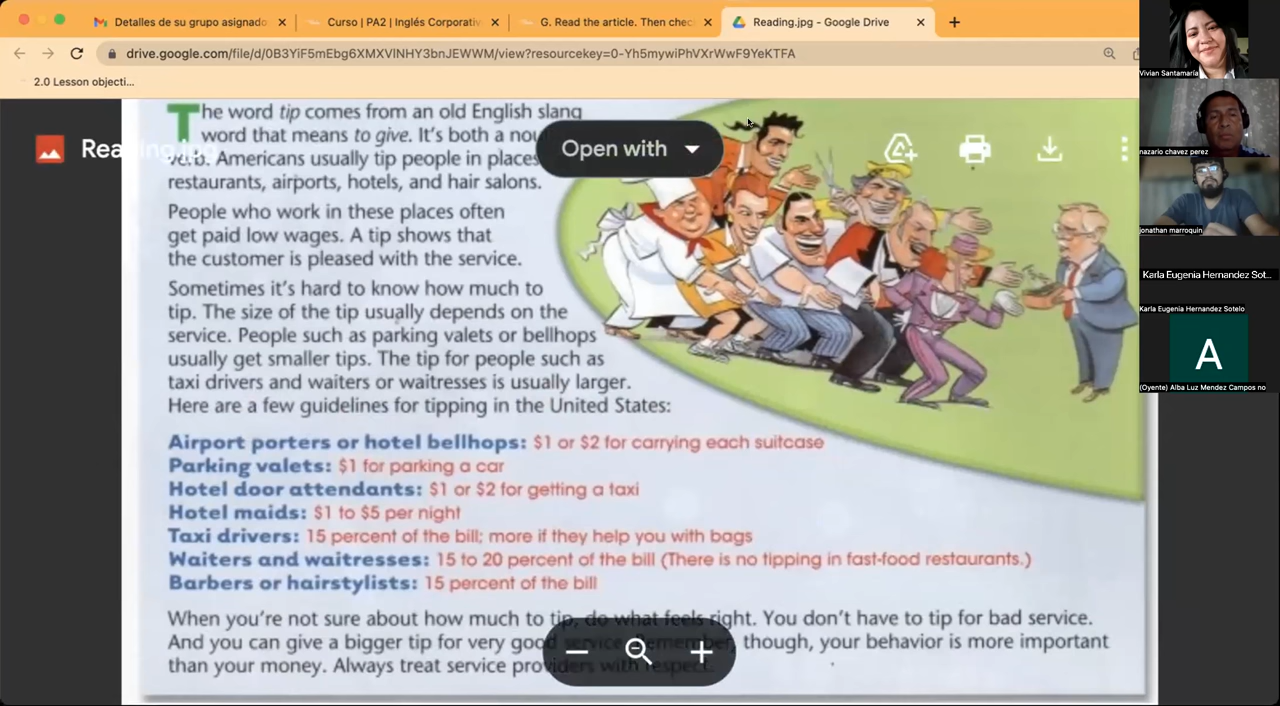 Detalles de su grupo asignado
Curso | PA2 | Inglés Corporativ
G. Read the article. Then chec
Reading.jpg - Google Drive
drive.google.com/file/d/0B3YiF5mEbg6XMXVINHY3bnJEWWM/view?resourcekey=0-Yh5mywiPhVXrWwF9YeKTFA
2.0 Lesson objecti...
Reading.jpg
Open with
The word tip comes from an old English slang
word that means to give. It's both a nou
Americans usually tip people in places
restaurants, airports, hotels, and hair salons.
People who work in these places often
get paid low wages. A tip shows that
the customer is pleased with the service.
Sometimes it's hard to know how much to
tip. The size of the tip usually depends on the
service. People such as parking valets or bellhops
usually get smaller tips. The tip for people such as
taxi drivers and waiters or waitresses is usually larger.
Here are a few guidelines for tipping in the United States:
Airport porters or hotel bellhops: $1 or $2 for carrying each suitcase
Parking valets: $1 for parking a car
Hotel door attendants: $1 or $2 for getting a taxi
Hotel maids: $1 to $5 per night
Taxi drivers: 15 percent of the bill; more if they help you with bags
Waiters and waitresses: 15 to 20 percent of the bill (There is no tipping in fast-food restaurants.)
Barbers or hairstylists: 15 percent of the bill
When you're not sure about how much to tip, do what feels right. You don't have to tip for bad service.
And you can give a bigger tip for very good service. Remember, though, your behavior is more important
than your money. Always treat service providers with respect.
Vivian Santamaría
nazario chavez perez
jonathan marroquin
Karla Eugenia Hernandez Sot...
Karla Eugenia Hernandez Sotelo
A
(Oyente) Alba Luz Mendez Campos no